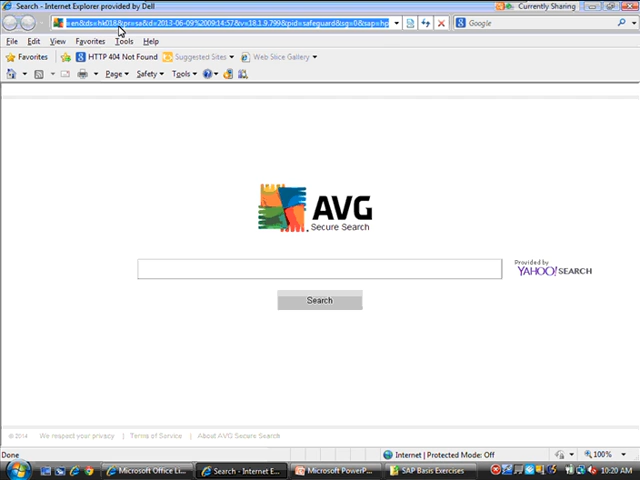 Search - Internet Explorer provided by Dell
Currently Sharing
=en&ds=hk018&pr=sa&d=2013-06-09%2009:14:57&v=18.1.9.799&pid=safeguard&sg=0&sap=hp
Google
File Edit View Favorites Tools Help
Favorites HTTP 404 Not Found Suggested Sites Web Slice Gallery
Page Safety Tools
AVG
Secure Search
Provided by
YAHOO! SEARCH
Search
© 2014 We respect your privacy | Terms of Service | About AVG Secure Search
Done Internet | Protected Mode: Off 100%
Microsoft Office Li... Search - Internet E... Microsoft PowerP... SAP Basis Exercises 10:20 AM